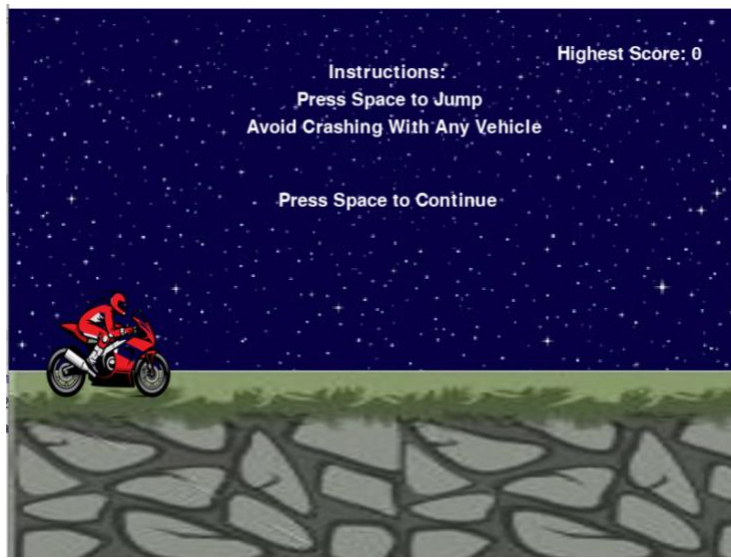 Highest Score: 0
Instructions:
Press Space to Jump
Avoid Crashing With Any Vehicle
Press Space to Continue